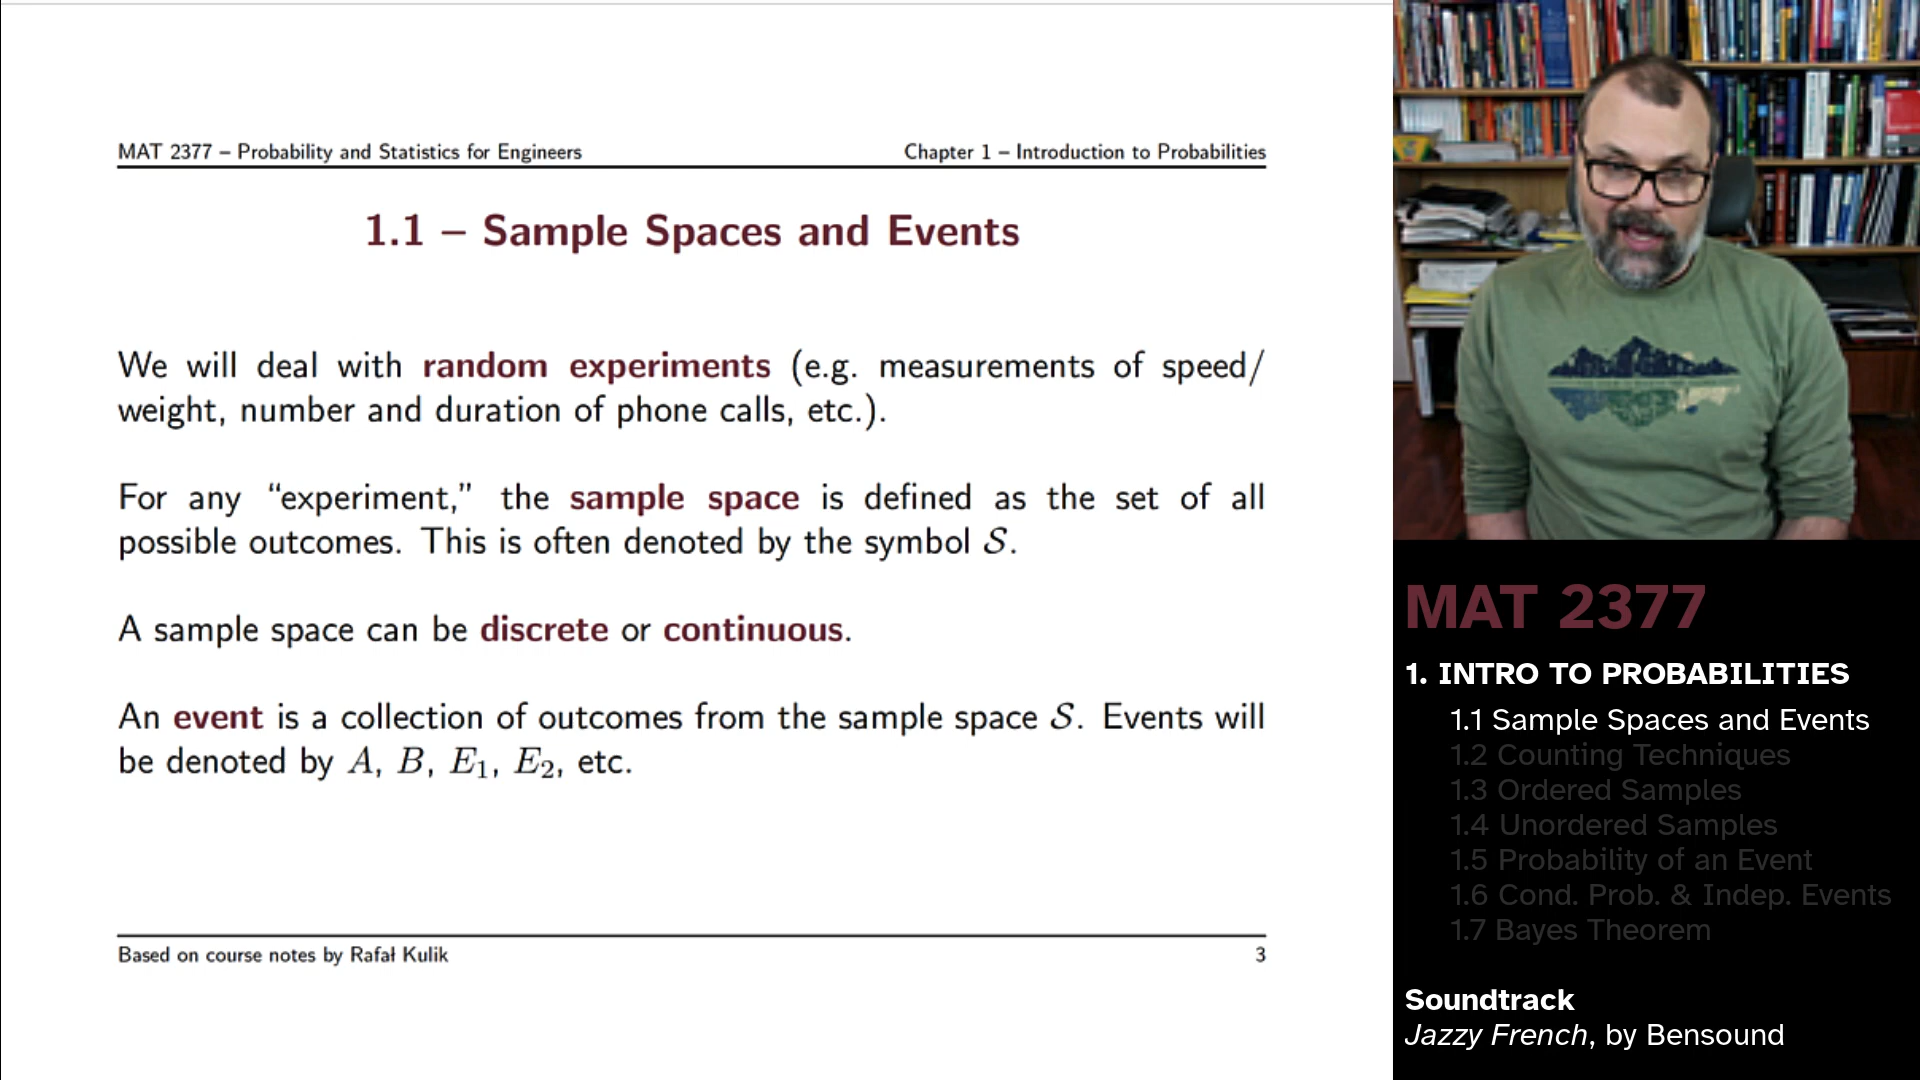 MAT 2377 – Probability and Statistics for Engineers
Chapter 1 – Introduction to Probabilities
1.1 – Sample Spaces and Events
We will deal with random experiments (e.g. measurements of speed/
weight, number and duration of phone calls, etc.).
For any “experiment,” the sample space is defined as the set of all
possible outcomes. This is often denoted by the symbol 𝒮.
A sample space can be discrete or continuous.
An event is a collection of outcomes from the sample space 𝒮. Events will
be denoted by A, B, E₁, E₂, etc.
Based on course notes by Rafał Kulik
3
MAT 2377
1. INTRO TO PROBABILITIES
1.1 Sample Spaces and Events
1.2 Counting Techniques
1.3 Ordered Samples
1.4 Unordered Samples
1.5 Probability of an Event
1.6 Cond. Prob. & Indep. Events
1.7 Bayes Theorem
Soundtrack
Jazzy French, by Bensound